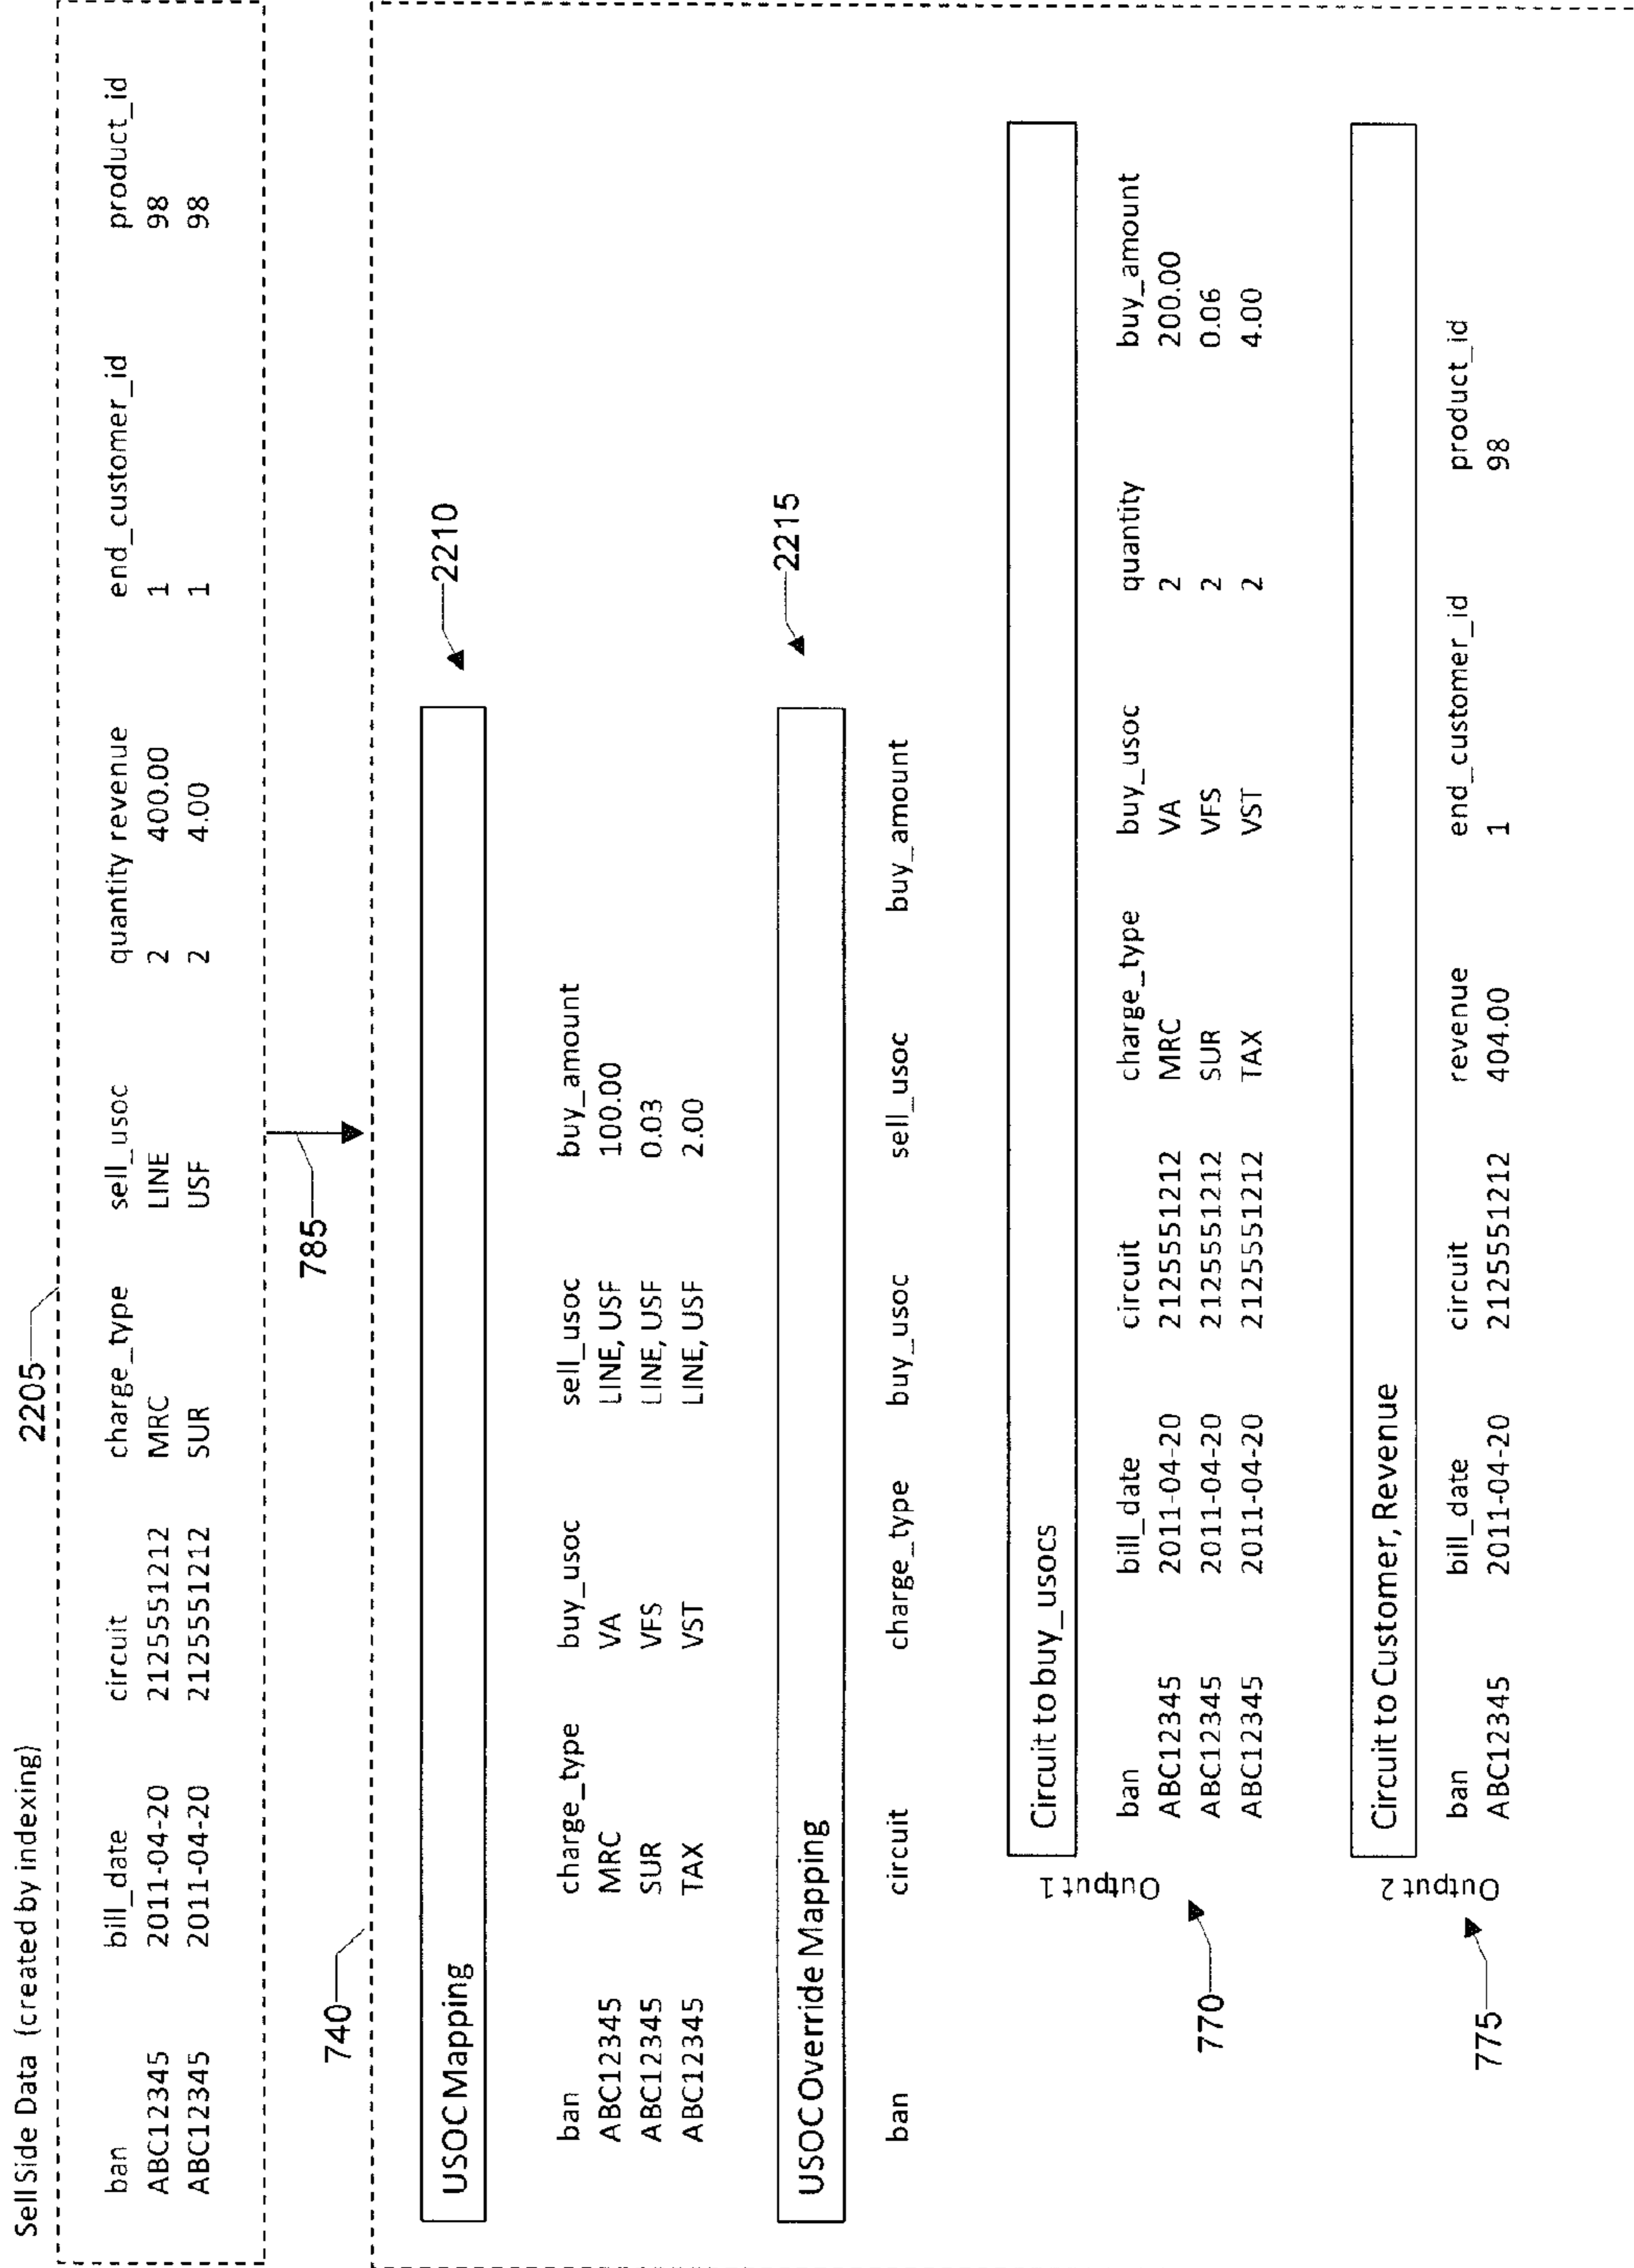 Sell Side Data (created by indexing)
2205
ban bill_date circuit charge_type sell_usoc quantity revenue end_customer_id product_id
ABC12345 2011-04-20 2125551212 MRC LINE 2 400.00 1 98
ABC12345 2011-04-20 2125551212 SUR USF 2 4.00 1 98
785
740
USOC Mapping
2210
ban charge_type buy_usoc sell_usoc buy_amount
ABC12345 MRC VA LINE, USF 100.00
ABC12345 SUR VFS LINE, USF 0.03
ABC12345 TAX VST LINE, USF 2.00
USOC Override Mapping
2215
ban circuit charge_type buy_usoc sell_usoc buy_amount
Output 1
770
Circuit to buy_usocs
ban bill_date circuit charge_type buy_usoc quantity buy_amount
ABC12345 2011-04-20 2125551212 MRC VA 2 200.00
ABC12345 2011-04-20 2125551212 SUR VFS 2 0.06
ABC12345 2011-04-20 2125551212 TAX VST 2 4.00
Output 2
775
Circuit to Customer, Revenue
ban bill_date circuit revenue end_customer_id product_id
ABC12345 2011-04-20 2125551212 404.00 1 98